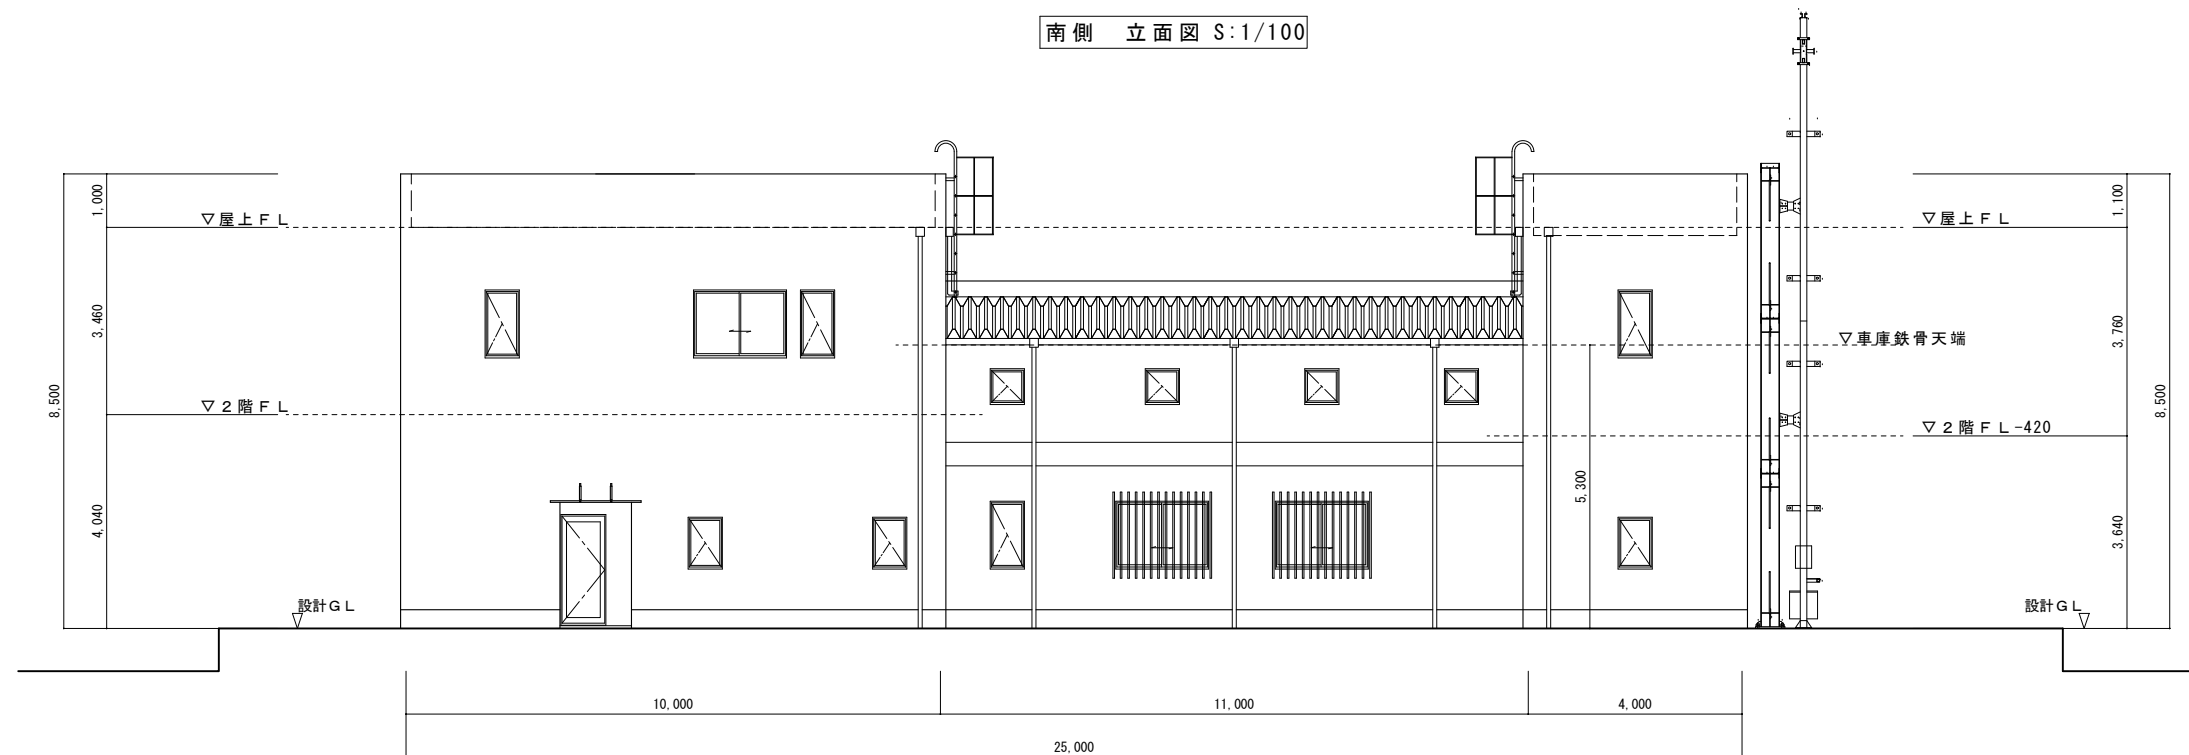 南側 立面図 S:1/100
1,000
▽屋上ＦＬ
3,460
8,500
▽２階ＦＬ
4,040
設計ＧＬ
1,100
▽屋上ＦＬ
▽車庫鉄骨天端
3,760
8,500
▽２階ＦＬ-420
5,300
3,640
設計ＧＬ
10,000
11,000
4,000
25,000